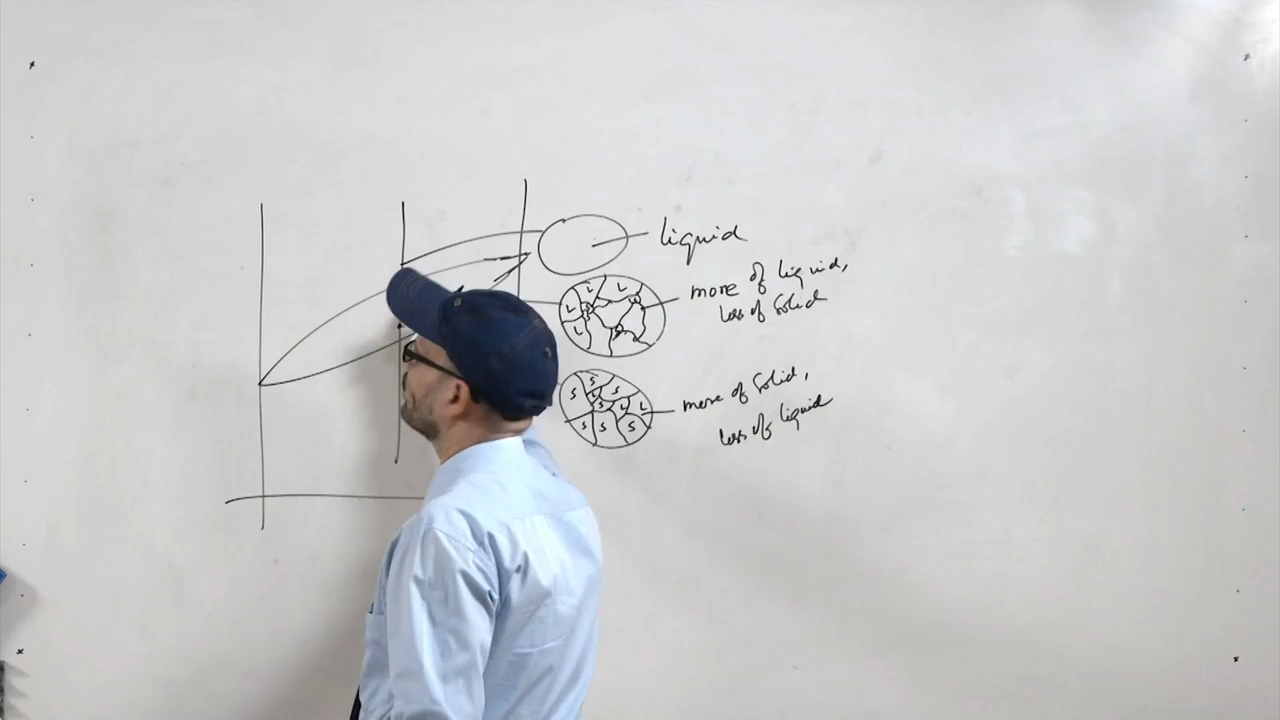 liquid
L L
L
L
more of liquid,
less of solid
S
S S
L
S L L
S S S
more of solid,
less of liquid